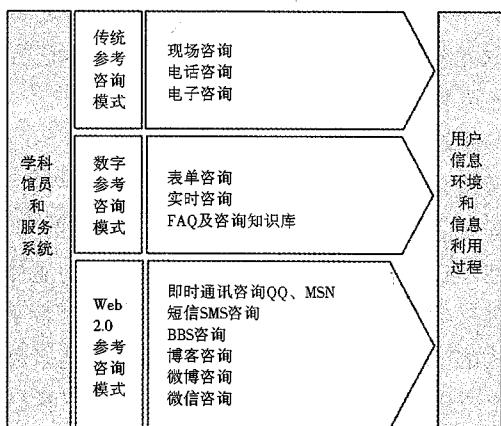 学科
馆员
和
服务
系统
传统
参考
咨询
模式
现场咨询
电话咨询
电子咨询
数字
参考
咨询
模式
表单咨询
实时咨询
FAQ及咨询知识库
Web
2.0
参考
咨询
模式
即时通讯咨询QQ、MSN
短信SMS咨询
BBS咨询
博客咨询
微博咨询
微信咨询
用户
信息
环境
和
信息
利用
过程